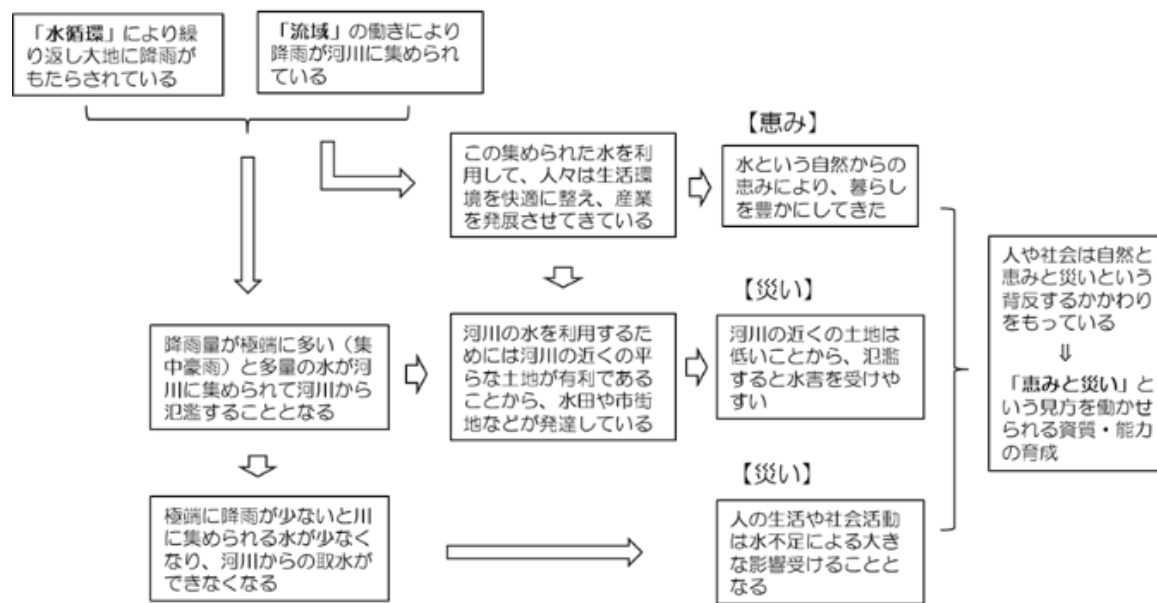 「水循環」により繰
り返し大地に降雨が
もたらされている
「流域」の働きにより
降雨が河川に集められ
ている
この集められた水を利
用して、人々は生活環
境を快適に整え、産業
を発展させてきている
【恵み】
水という自然からの
恵みにより、暮らし
を豊かにしてきた
降雨量が極端に多い（集
中豪雨）と多量の水が河
川に集められて河川から
氾濫することとなる
河川の水を利用するた
めには河川の近くの平
らな土地が有利である
ことから、水田や市街
地などが発達している
【災い】
河川の近くの土地は
低いことから、氾濫
すると水害を受けや
すい
極端に降雨が少ないと川
に集められる水が少なく
なり、河川からの取水が
できなくなる
【災い】
人の生活や社会活動
は水不足による大き
な影響受けることと
なる
人や社会は自然と
恵みと災いという
背反するかかわり
をもっている
⇓
「恵みと災い」と
いう見方を働かせ
られる資質・能力
の育成